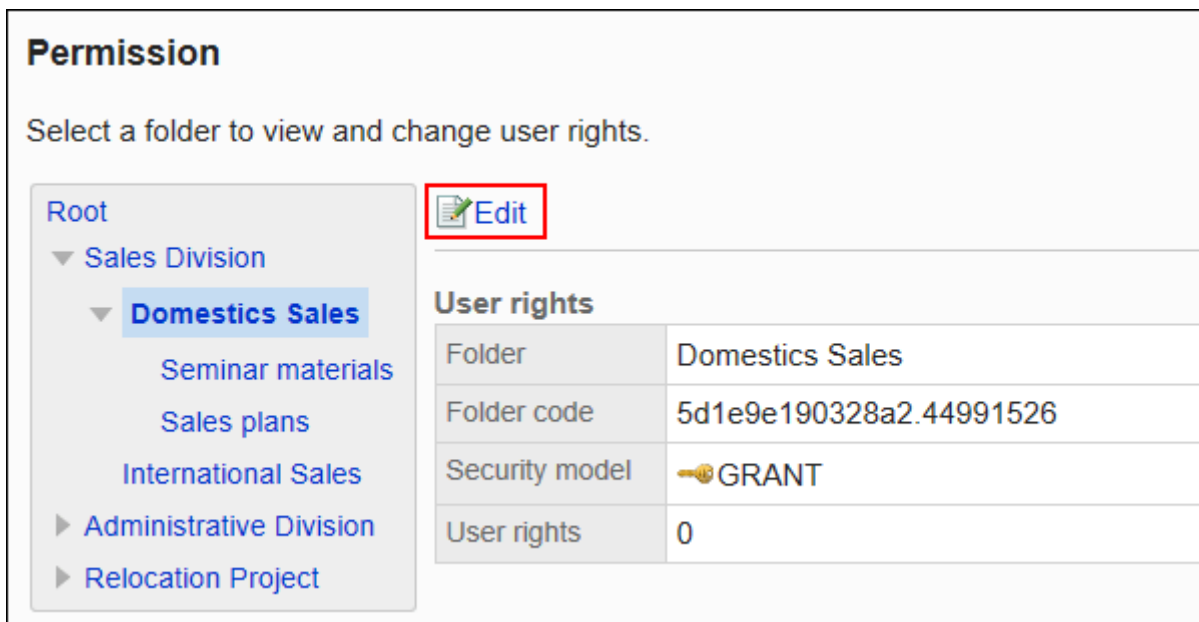 Permission
Select a folder to view and change user rights.
Root
Sales Division
Domestics Sales
Seminar materials
Sales plans
International Sales
Administrative Division
Relocation Project
Edit
User rights
Folder Domestics Sales
Folder code 5d1e9e190328a2.44991526
Security model GRANT
User rights 0